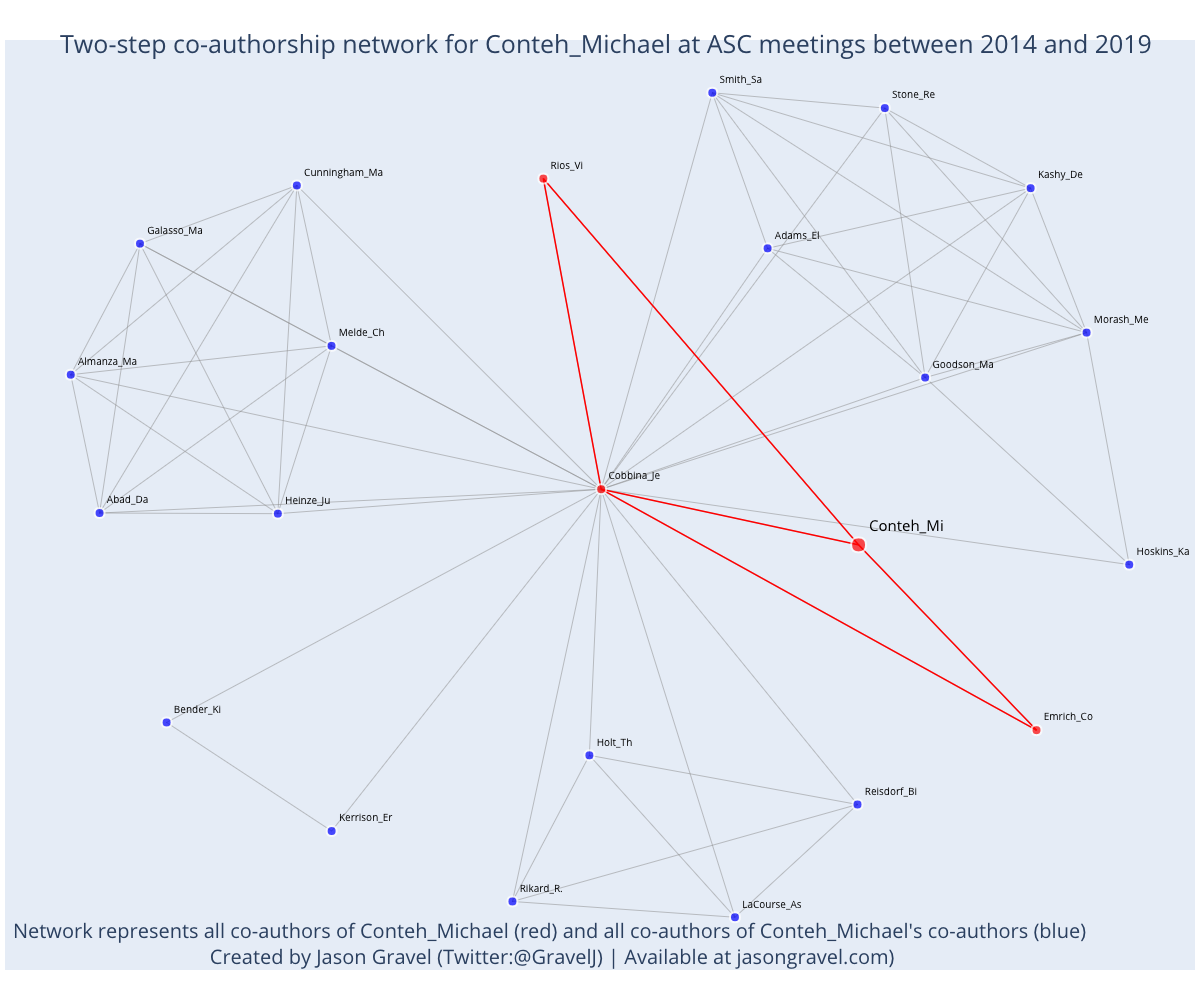 Two-step co-authorship network for Conteh_Michael at ASC meetings between 2014 and 2019
Smith_Sa
Stone_Re
Rios_Vi
Cunningham_Ma
Kashy_De
Galasso_Ma
Adams_El
Morash_Me
Melde_Ch
Almanza_Ma
Goodson_Ma
Cobbina_Je
Abad_Da
Heinze_Ju
Conteh_Mi
Hoskins_Ka
Bender_Ki
Emrich_Co
Holt_Th
Reisdorf_Bi
Kerrison_Er
Rikard_R.
LaCourse_As
Network represents all co-authors of Conteh_Michael (red) and all co-authors of Conteh_Michael's co-authors (blue)
Created by Jason Gravel (Twitter:@GravelJ) | Available at jasongravel.com)